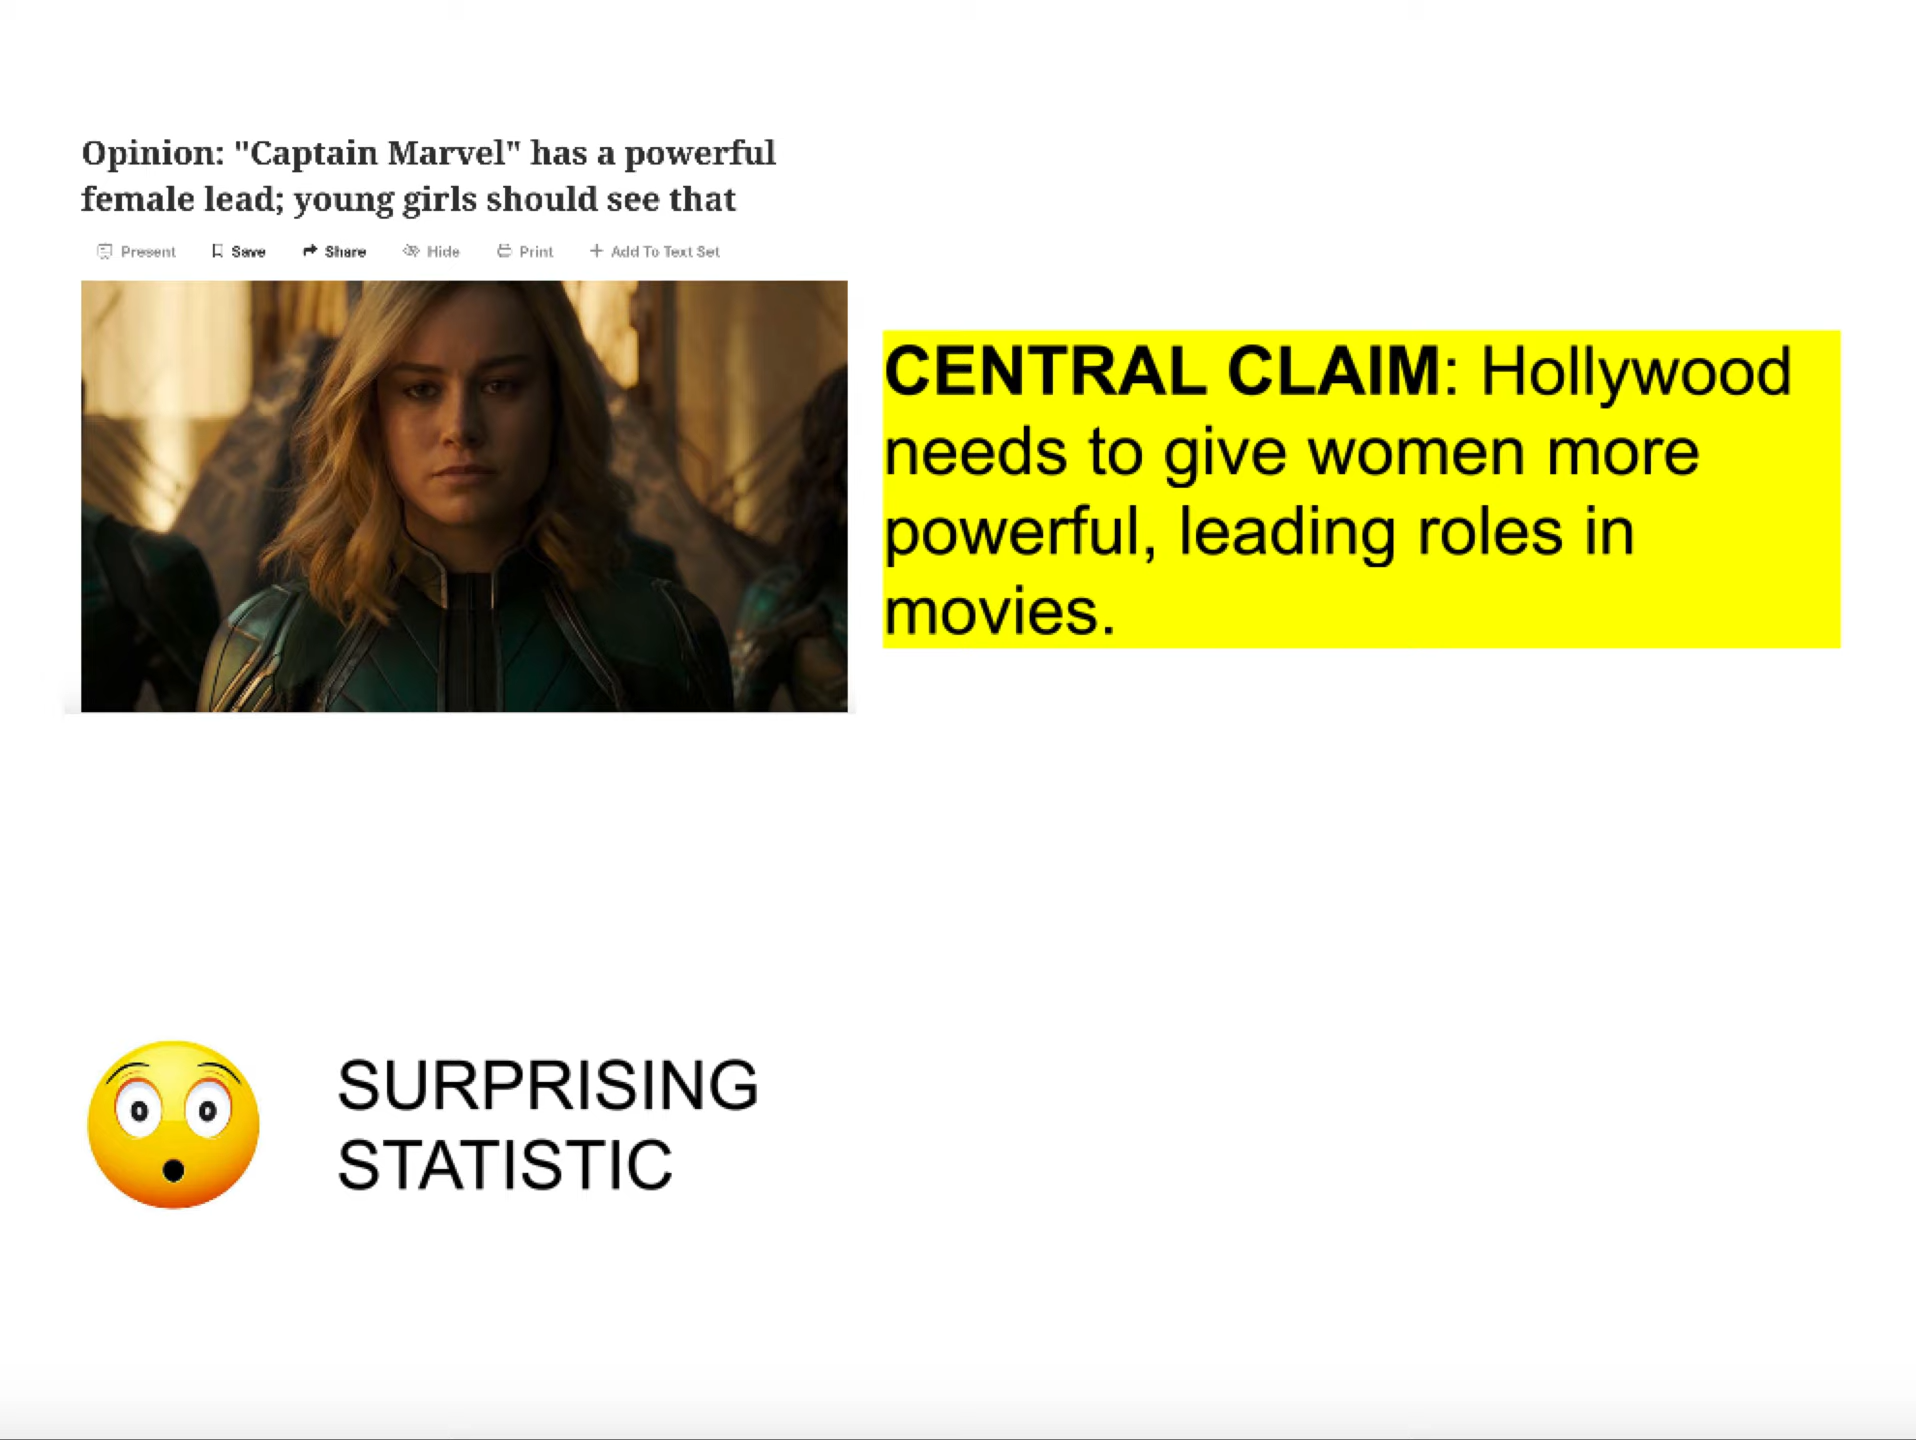 Opinion: "Captain Marvel" has a powerful
female lead; young girls should see that
Present Save Share Hide Print + Add To Text Set
CENTRAL CLAIM: Hollywood
needs to give women more
powerful, leading roles in
movies.
SURPRISING
STATISTIC